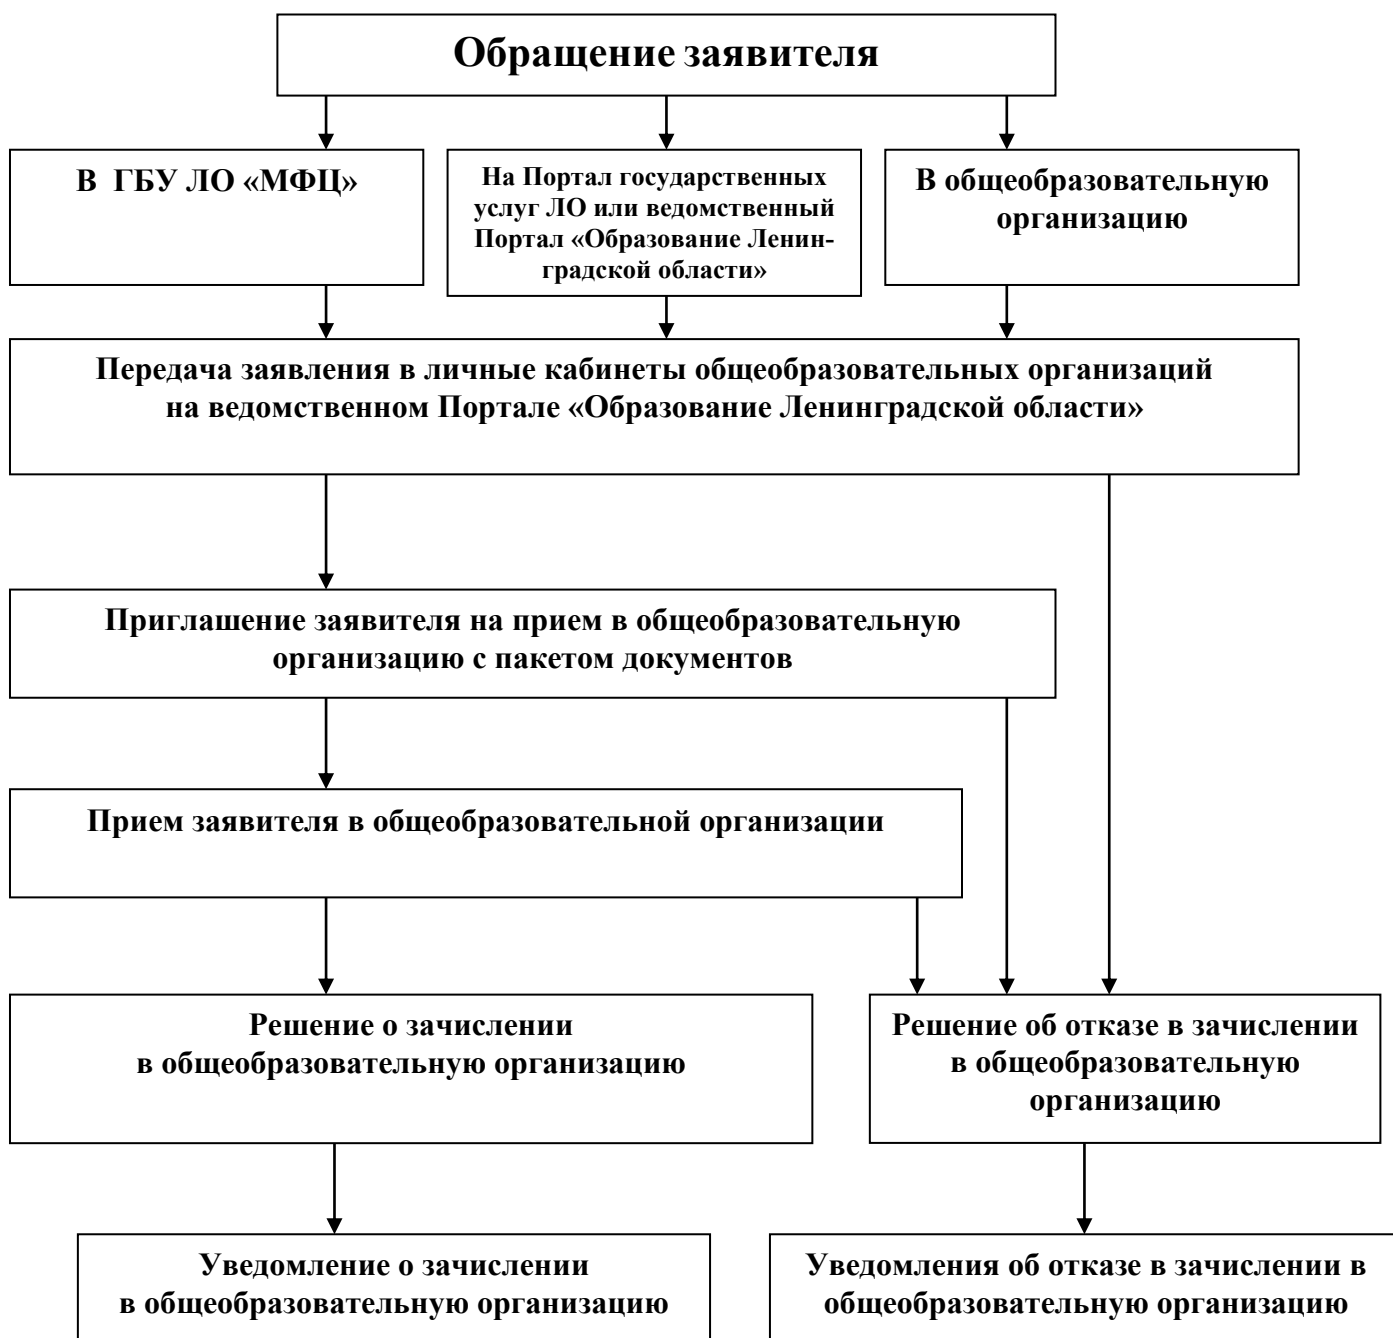 Обращение заявителя
В ГБУ ЛО «МФЦ»
На Портал государственных
услуг ЛО или ведомственный
Портал «Образование Ленин-
градской области»
В общеобразовательную
организацию
Передача заявления в личные кабинеты общеобразовательных организаций
на ведомственном Портале «Образование Ленинградской области»
Приглашение заявителя на прием в общеобразовательную
организацию с пакетом документов
Прием заявителя в общеобразовательной организации
Решение о зачислении
в общеобразовательную организацию
Решение об отказе в зачислении
в общеобразовательную
организацию
Уведомление о зачислении
в общеобразовательную организацию
Уведомления об отказе в зачислении в
общеобразовательную организацию